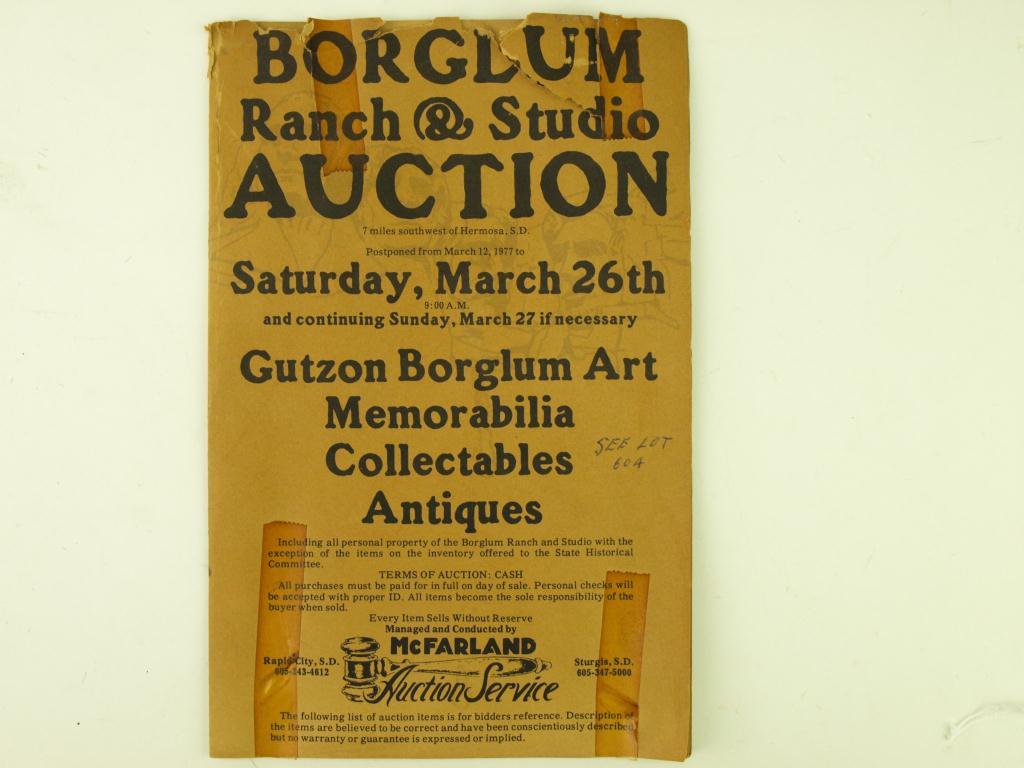 BORGLUM
Ranch & Studio
AUCTION
7 miles southwest of Hermosa, S.D.
Postponed from March 12, 1977 to
Saturday, March 26th
9:00 A.M.
and continuing Sunday, March 27 if necessary
Gutzon Borglum Art
Memorabilia
Collectables
SEE LOT
60A
Antiques
Including all personal property of the Borglum Ranch and Studio with the
exception of the items on the inventory offered to the State Historical
Committee.
TERMS OF AUCTION: CASH
All purchases must be paid for in full on day of sale. Personal checks will
be accepted with proper ID. All items become the sole responsibility of the
buyer when sold.
Every Item Sells Without Reserve
Managed and Conducted by
McFARLAND
Auction Service
Rapid City, S.D.
605-343-4612
Sturgis, S.D.
605-347-5000
The following list of auction items is for bidders reference. Description of
the items are believed to be correct and have been conscientiously described
but no warranty or guarantee is expressed or implied.